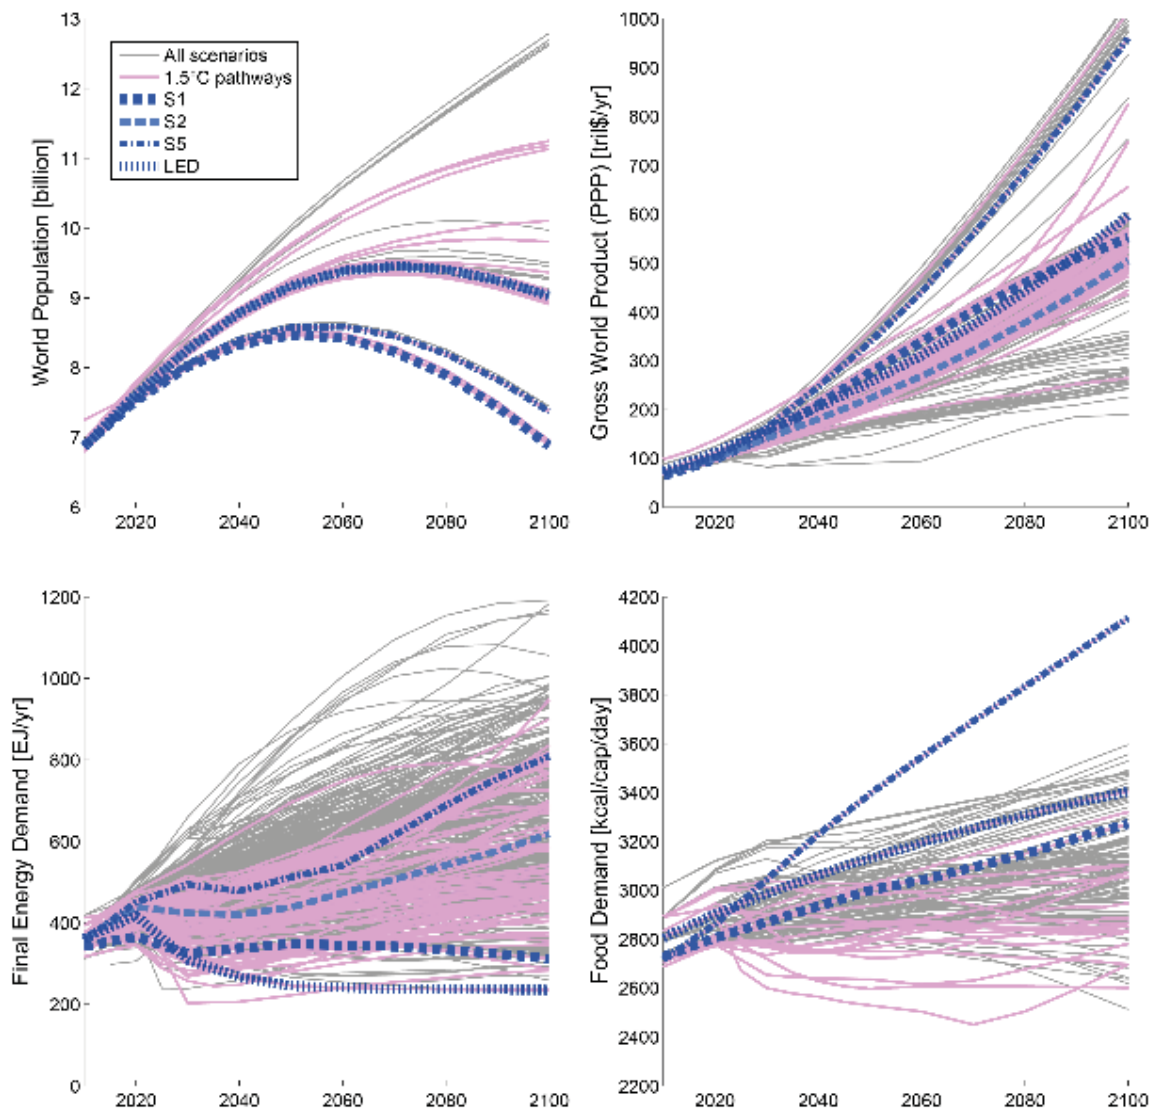 World Population [billion]
13
12
11
10
9
8
7
6
2020 2040 2060 2080 2100
All scenarios
1.5°C pathways
S1
S2
S5
LED
Gross World Product (PPP) [tril$/yr]
1000
900
800
700
600
500
400
300
200
100
0
2020 2040 2060 2080 2100
Final Energy Demand [EJ/yr]
1200
1000
800
600
400
200
0
2020 2040 2060 2080 2100
Food Demand [kcal/cap/day]
4200
4000
3800
3600
3400
3200
3000
2800
2600
2400
2200
2020 2040 2060 2080 2100